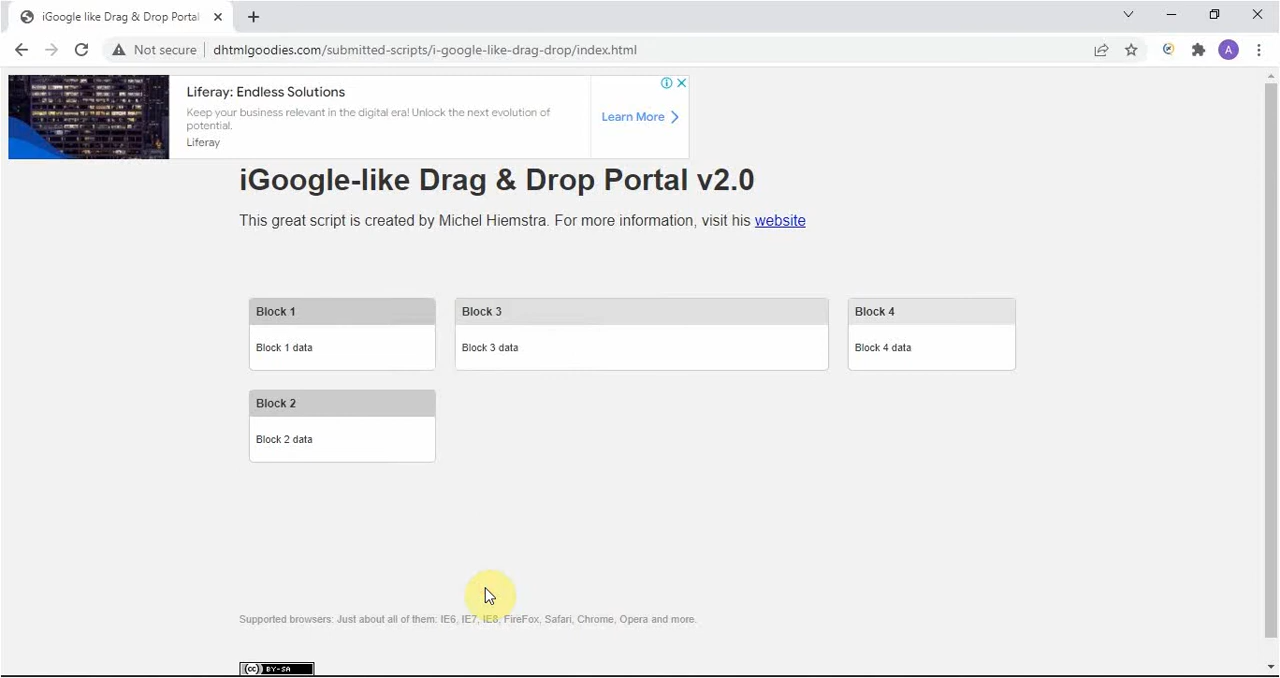 iGoogle like Drag & Drop Portal
Not secure | dhtmlgoodies.com/submitted-scripts/i-google-like-drag-drop/index.html
A
Liferay: Endless Solutions
Keep your business relevant in the digital era! Unlock the next evolution of
potential.
Liferay
Learn More
iGoogle-like Drag & Drop Portal v2.0
This great script is created by Michel Hiemstra. For more information, visit his website
Block 1
Block 3
Block 4
Block 1 data
Block 3 data
Block 4 data
Block 2
Block 2 data
Supported browsers: Just about all of them: IE6, IE7, IE8, FireFox, Safari, Chrome, Opera and more.
(cc) BY-SA